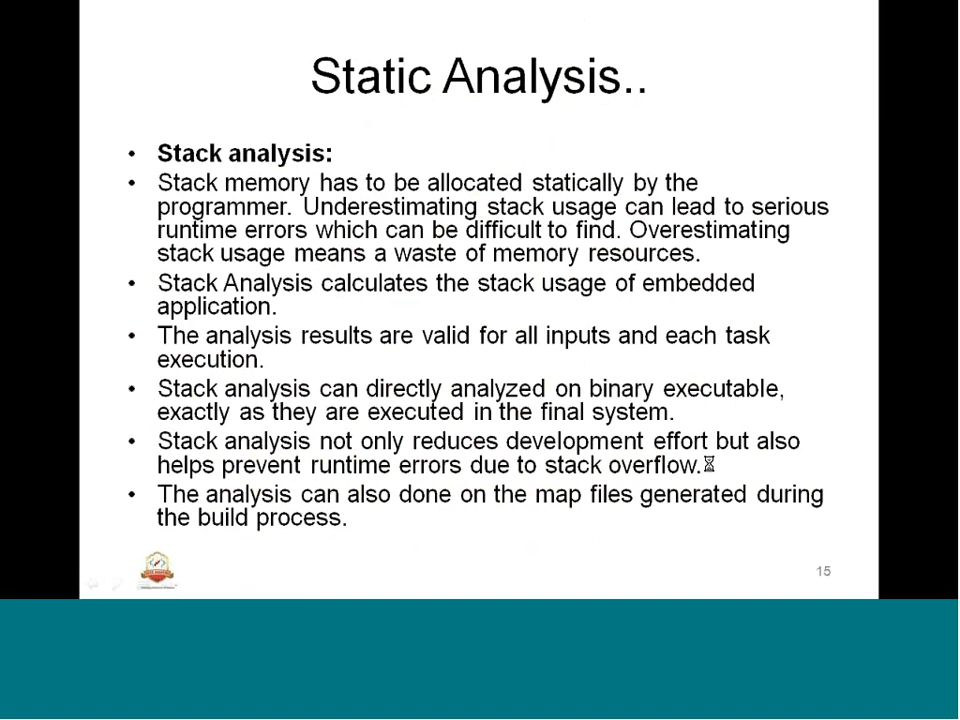 Static Analysis..
• Stack analysis:
• Stack memory has to be allocated statically by the
programmer. Underestimating stack usage can lead to serious
runtime errors which can be difficult to find. Overestimating
stack usage means a waste of memory resources.
• Stack Analysis calculates the stack usage of embedded
application.
• The analysis results are valid for all inputs and each task
execution.
• Stack analysis can directly analyzed on binary executable,
exactly as they are executed in the final system.
• Stack analysis not only reduces development effort but also
helps prevent runtime errors due to stack overflow.
• The analysis can also done on the map files generated during
the build process.
15